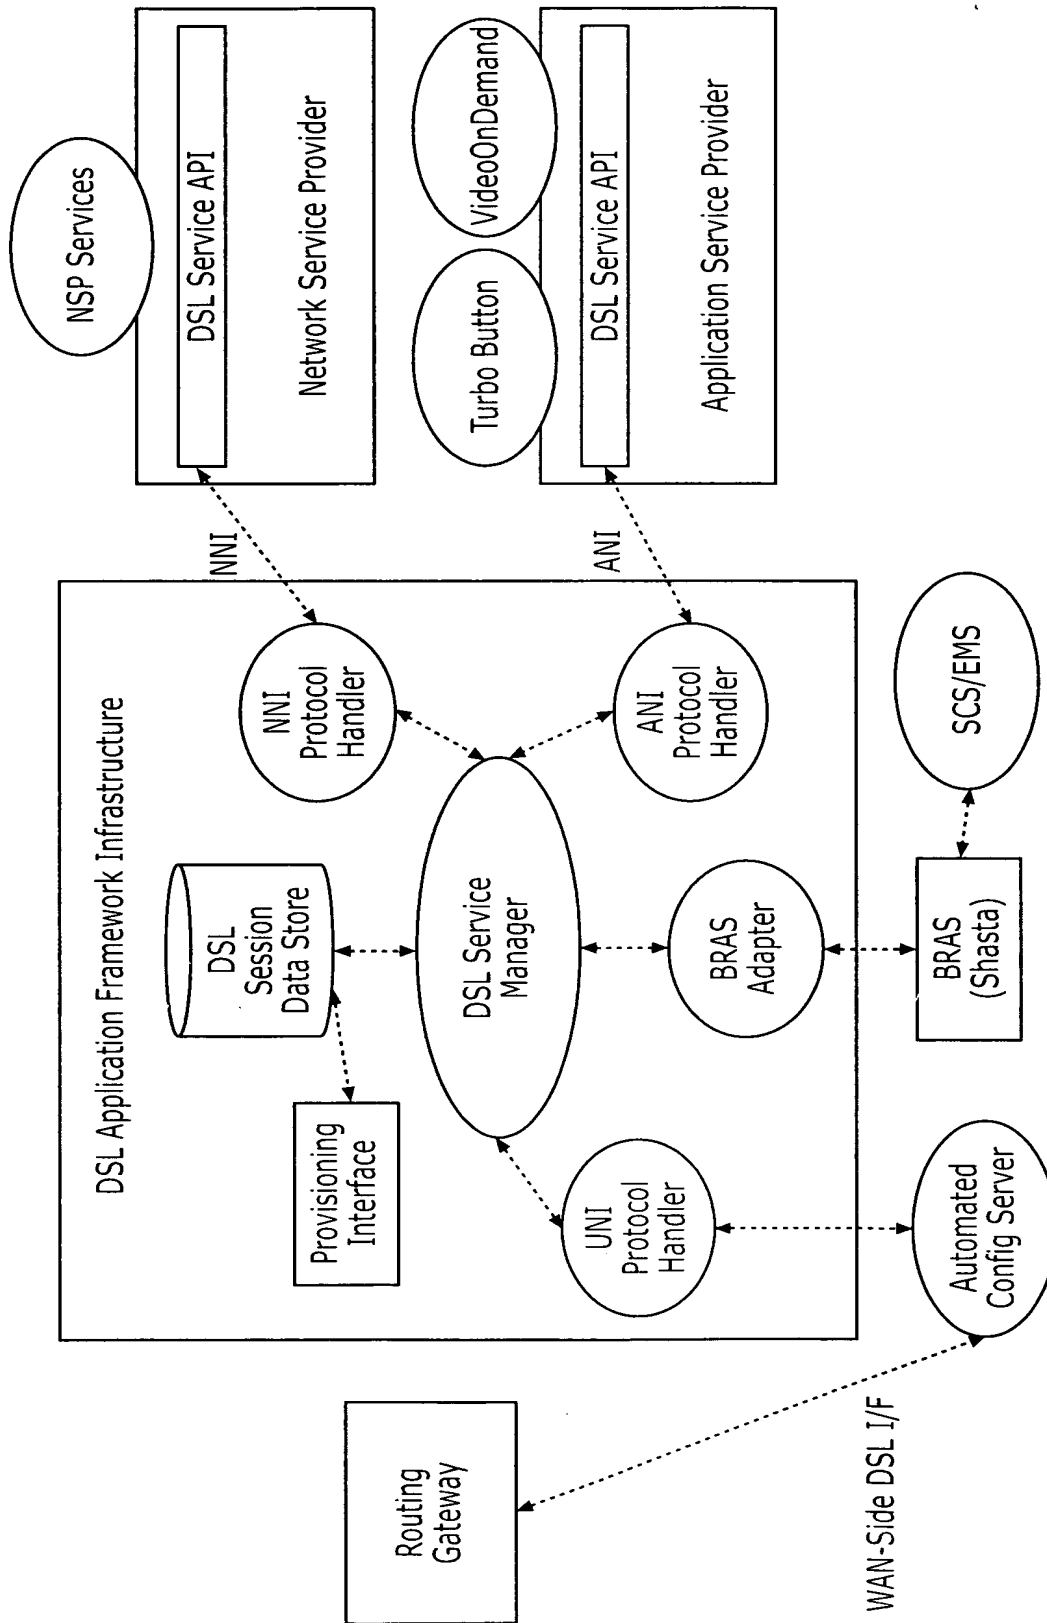 DSL Application Framework Infrastructure
NSP Services
DSL Service API
Network Service Provider
NNI
NNI
Protocol
Handler
DSL
Session
Data Store
Provisioning
Interface
Routing
Gateway
Turbo Button
VideoOnDemand
DSL Service API
Application Service Provider
ANI
ANI
Protocol
Handler
DSL Service
Manager
BRAS
Adapter
UNI
Protocol
Handler
SCS/EMS
BRAS
(Shasta)
Automated
Config Server
WAN-Side DSL I/F